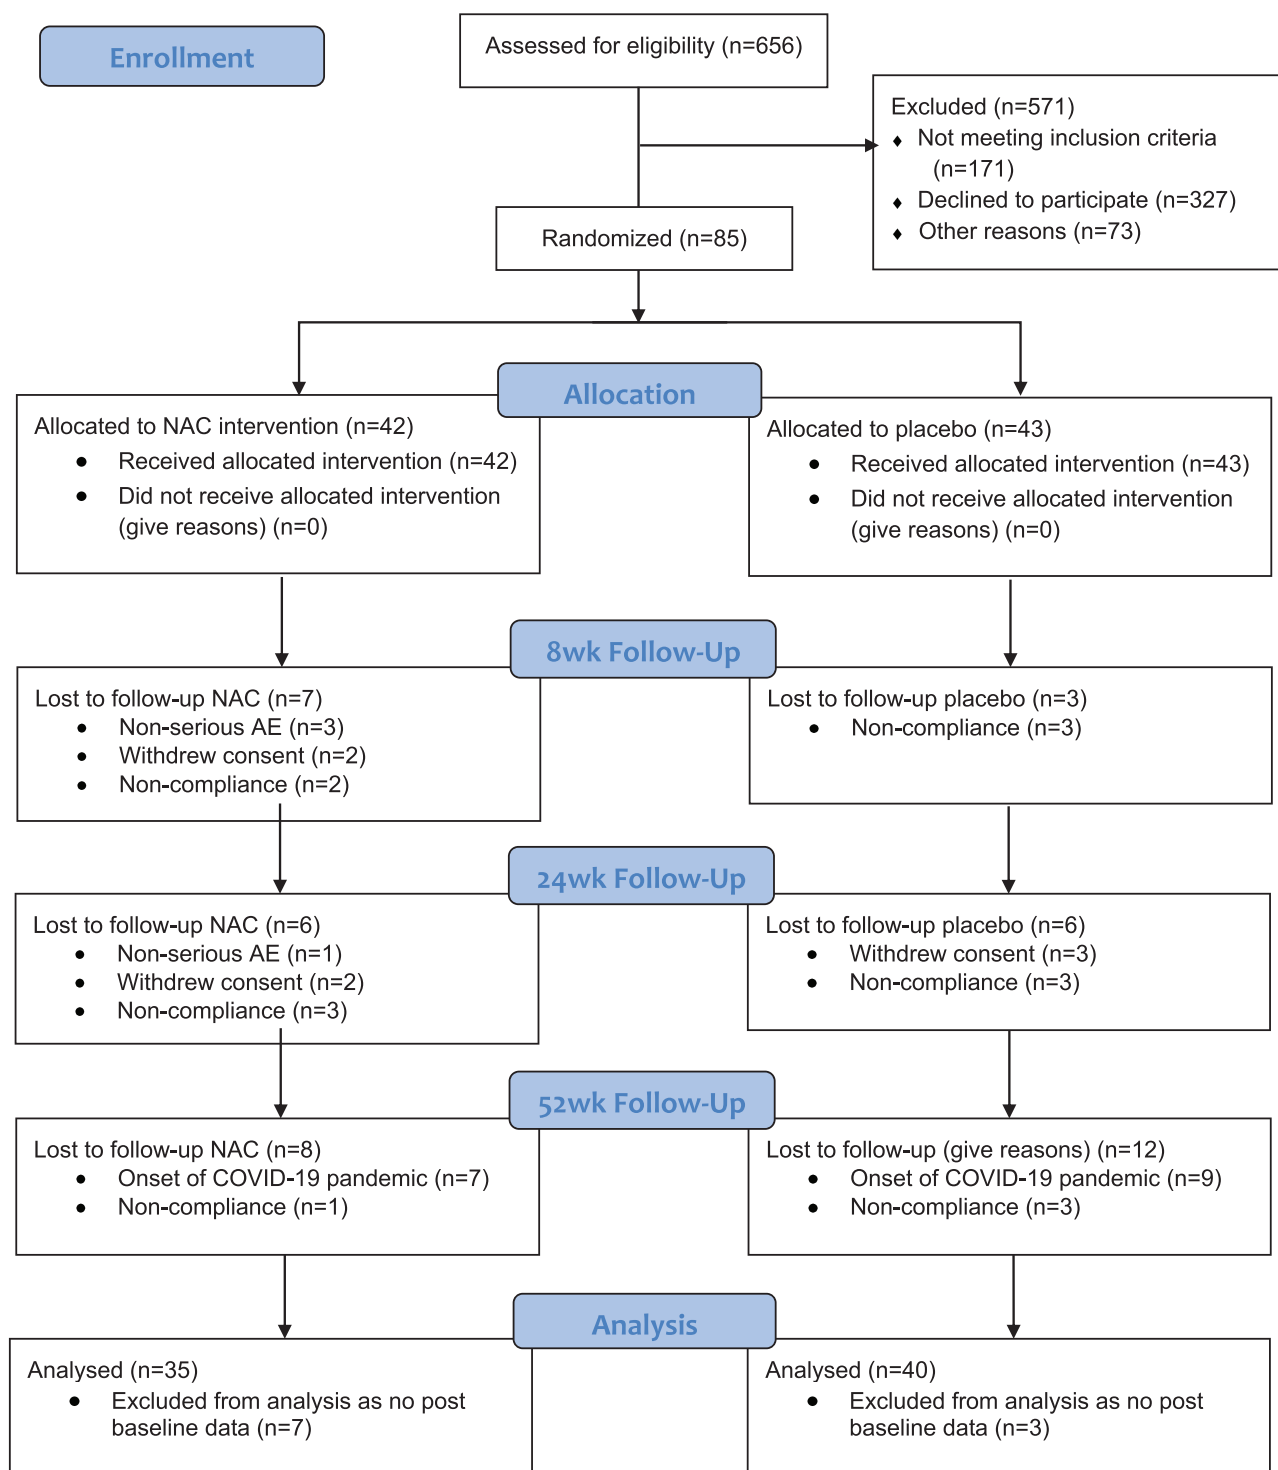 Enrollment
Assessed for eligibility (n=656)
Excluded (n=571)
♦ Not meeting inclusion criteria
(n=171)
♦ Declined to participate (n=327)
♦ Other reasons (n=73)
Randomized (n=85)
Allocation
Allocated to NAC intervention (n=42)
• Received allocated intervention (n=42)
• Did not receive allocated intervention
(give reasons) (n=0)
Allocated to placebo (n=43)
• Received allocated intervention (n=43)
• Did not receive allocated intervention
(give reasons) (n=0)
8wk Follow-Up
Lost to follow-up NAC (n=7)
• Non-serious AE (n=3)
• Withdrew consent (n=2)
• Non-compliance (n=2)
Lost to follow-up placebo (n=3)
• Non-compliance (n=3)
24wk Follow-Up
Lost to follow-up NAC (n=6)
• Non-serious AE (n=1)
• Withdrew consent (n=2)
• Non-compliance (n=3)
Lost to follow-up placebo (n=6)
• Withdrew consent (n=3)
• Non-compliance (n=3)
52wk Follow-Up
Lost to follow-up NAC (n=8)
• Onset of COVID-19 pandemic (n=7)
• Non-compliance (n=1)
Lost to follow-up (give reasons) (n=12)
• Onset of COVID-19 pandemic (n=9)
• Non-compliance (n=3)
Analysis
Analysed (n=35)
• Excluded from analysis as no post
baseline data (n=7)
Analysed (n=40)
• Excluded from analysis as no post
baseline data (n=3)